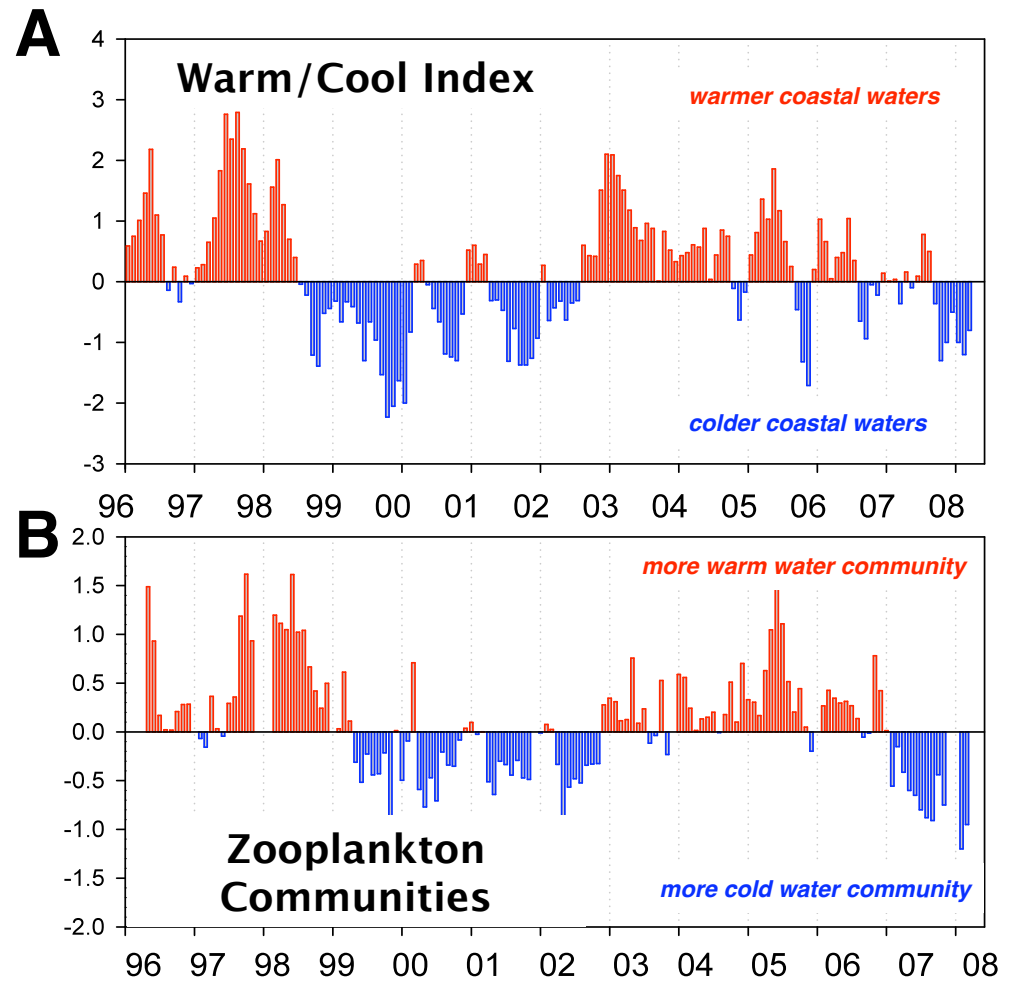 A
4
Warm/Cool Index
warmer coastal waters
3
2
1
0
-1
-2
colder coastal waters
-3
96 97 98 99 00 01 02 03 04 05 06 07 08
B
2.0
more warm water community
1.5
1.0
0.5
0.0
-0.5
-1.0
Zooplankton
Communities
-1.5
more cold water community
-2.0
96 97 98 99 00 01 02 03 04 05 06 07 08